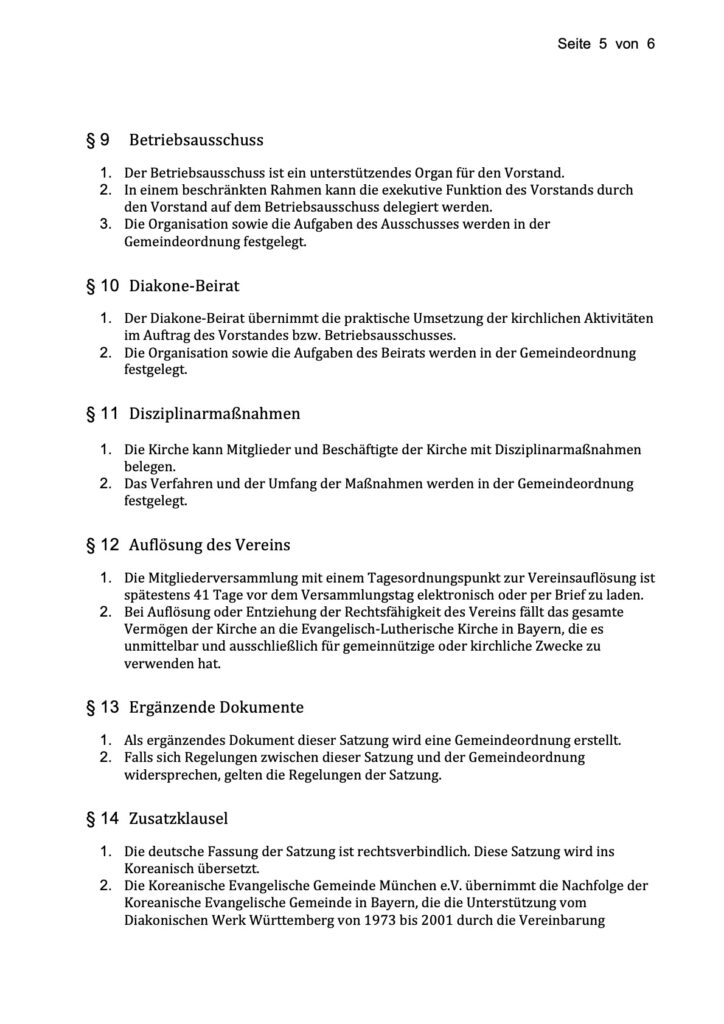 Seite 5 von 6
§ 9 Betriebsausschuss
1. Der Betriebsausschuss ist ein unterstützendes Organ für den Vorstand.
2. In einem beschränkten Rahmen kann die exekutive Funktion des Vorstands durch
den Vorstand auf dem Betriebsausschuss delegiert werden.
3. Die Organisation sowie die Aufgaben des Ausschusses werden in der
Gemeindeordnung festgelegt.
§ 10 Diakone-Beirat
1. Der Diakone-Beirat übernimmt die praktische Umsetzung der kirchlichen Aktivitäten
im Auftrag des Vorstandes bzw. Betriebsausschusses.
2. Die Organisation sowie die Aufgaben des Beirats werden in der Gemeindeordnung
festgelegt.
§ 11 Disziplinarmaßnahmen
1. Die Kirche kann Mitglieder und Beschäftigte der Kirche mit Disziplinarmaßnahmen
belegen.
2. Das Verfahren und der Umfang der Maßnahmen werden in der Gemeindeordnung
festgelegt.
§ 12 Auflösung des Vereins
1. Die Mitgliederversammlung mit einem Tagesordnungspunkt zur Vereinsauflösung ist
spätestens 41 Tage vor dem Versammlungstag elektronisch oder per Brief zu laden.
2. Bei Auflösung oder Entziehung der Rechtsfähigkeit des Vereins fällt das gesamte
Vermögen der Kirche an die Evangelisch-Lutherische Kirche in Bayern, die es
unmittelbar und ausschließlich für gemeinnützige oder kirchliche Zwecke zu
verwenden hat.
§ 13 Ergänzende Dokumente
1. Als ergänzendes Dokument dieser Satzung wird eine Gemeindeordnung erstellt.
2. Falls sich Regelungen zwischen dieser Satzung und der Gemeindeordnung
widersprechen, gelten die Regelungen der Satzung.
§ 14 Zusatzklausel
1. Die deutsche Fassung der Satzung ist rechtsverbindlich. Diese Satzung wird ins
Koreanisch übersetzt.
2. Die Koreanische Evangelische Gemeinde München e.V. übernimmt die Nachfolge der
Koreanische Evangelische Gemeinde in Bayern, die die Unterstützung vom
Diakonischen Werk Württemberg von 1973 bis 2001 durch die Vereinbarung